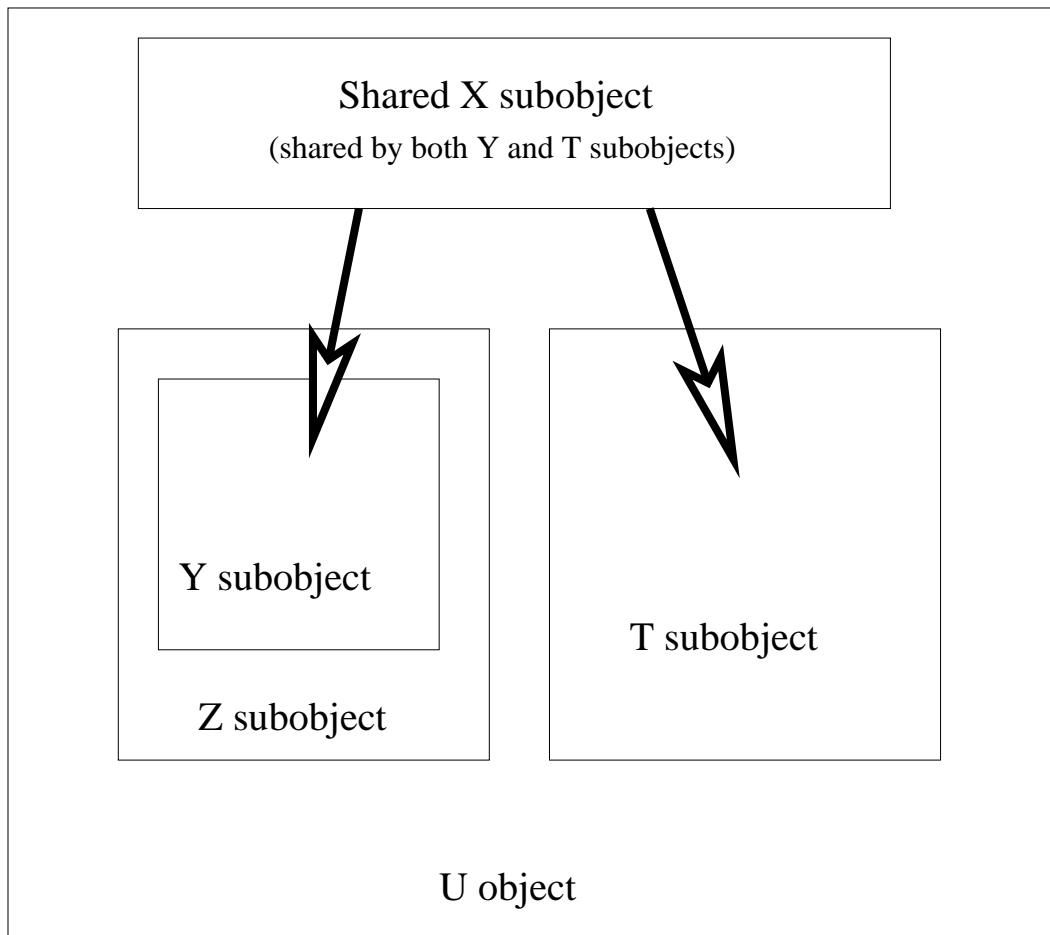 Shared X subobject
(shared by both Y and T subobjects)
Y subobject
Z subobject
T subobject
U object